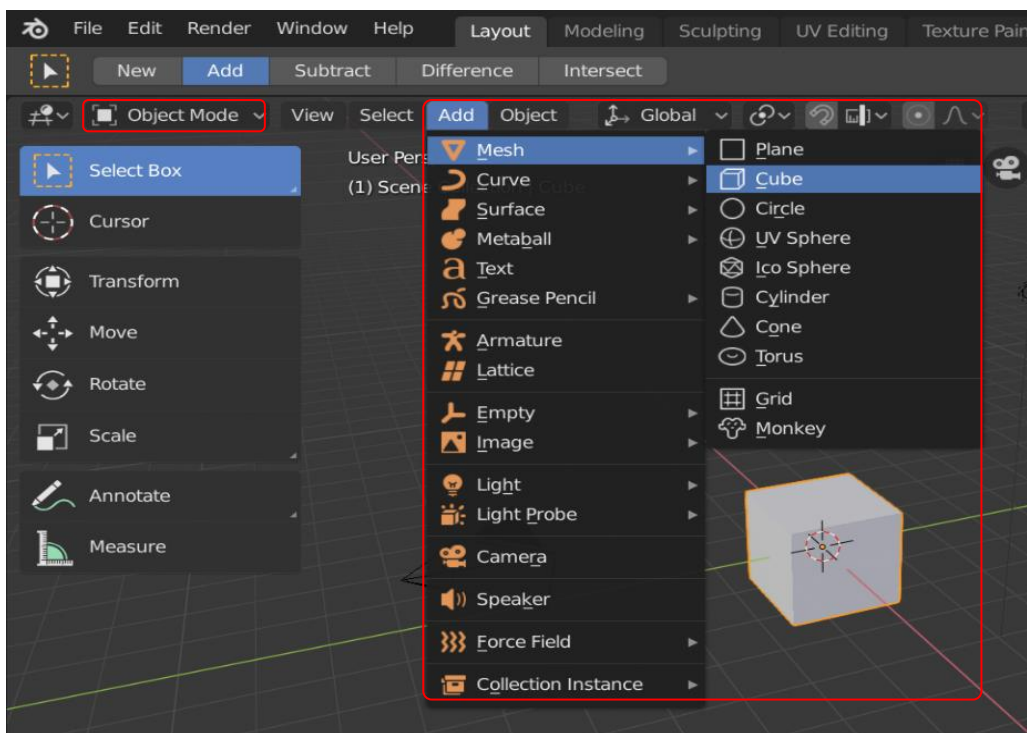 File Edit Render Window Help Layout Modeling Sculpting UV Editing Texture Pain
New Add Subtract Difference Intersect
Object Mode View Select Add Object Global
Select Box
Cursor
Transform
Move
Rotate
Scale
Annotate
Measure
User Pers
(1) Scene
Cube
Mesh
Curve
Surface
Metaball
Text
Grease Pencil
Armature
Lattice
Empty
Image
Light
Light Probe
Camera
Speaker
Force Field
Collection Instance
Plane
Cube
Circle
UV Sphere
Ico Sphere
Cylinder
Cone
Torus
Grid
Monkey